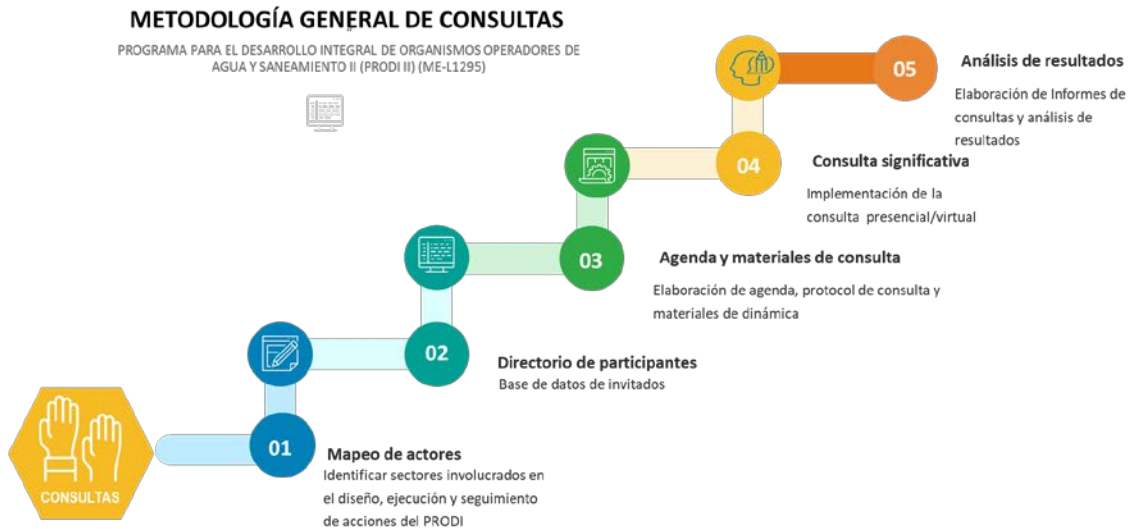 METODOLOGÍA GENERAL DE CONSULTAS
PROGRAMA PARA EL DESARROLLO INTEGRAL DE ORGANISMOS OPERADORES DE
AGUA Y SANEAMIENTO II (PRODI II) (ME-L1295)
CONSULTAS
01
Mapeo de actores
Identificar sectores involucrados en
el diseño, ejecución y seguimiento
de acciones del PRODI
02
Directorio de participantes
Base de datos de invitados
03
Agenda y materiales de consulta
Elaboración de agenda, protocol de consulta y
materiales de dinámica
04
Consulta significativa
Implementación de la
consulta presencial/virtual
05
Análisis de resultados
Elaboración de Informes de
consultas y análisis de
resultados